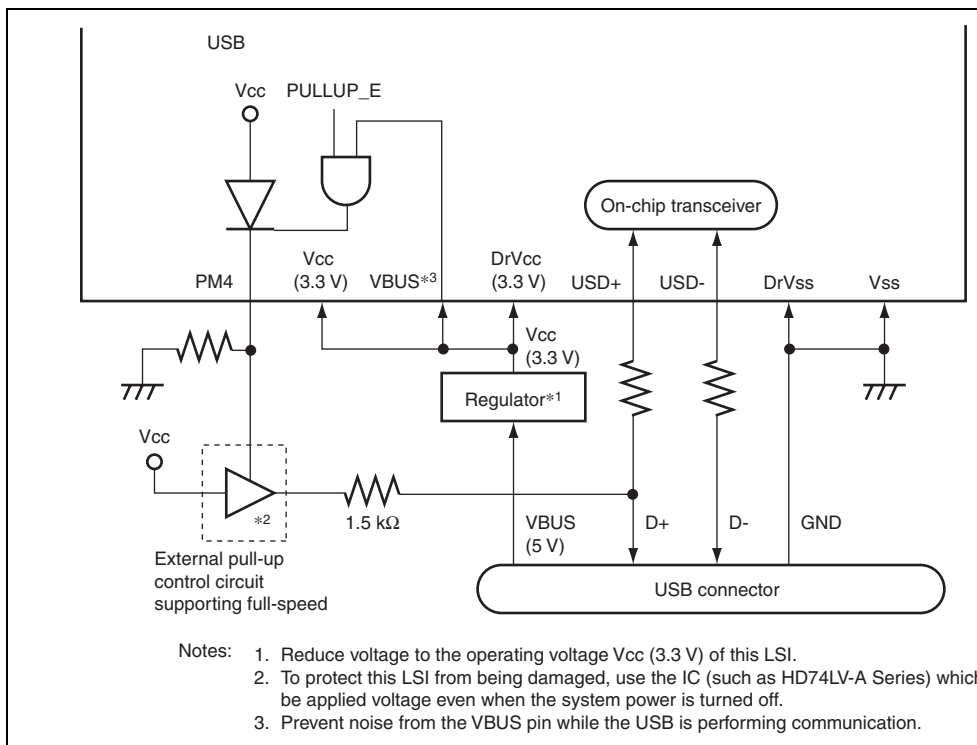 USB
Vcc
PULLUP_E
On-chip transceiver
PM4
Vcc
(3.3 V)
VBUS*3
DrVcc
(3.3 V)
USD+
USD-
DrVss
Vss
Vcc
(3.3 V)
Regulator*1
Vcc
*2
1.5 kΩ
External pull-up
control circuit
supporting full-speed
VBUS
(5 V)
D+
D-
GND
USB connector
Notes: 1. Reduce voltage to the operating voltage Vcc (3.3 V) of this LSI.
2. To protect this LSI from being damaged, use the IC (such as HD74LV-A Series) which
be applied voltage even when the system power is turned off.
3. Prevent noise from the VBUS pin while the USB is performing communication.